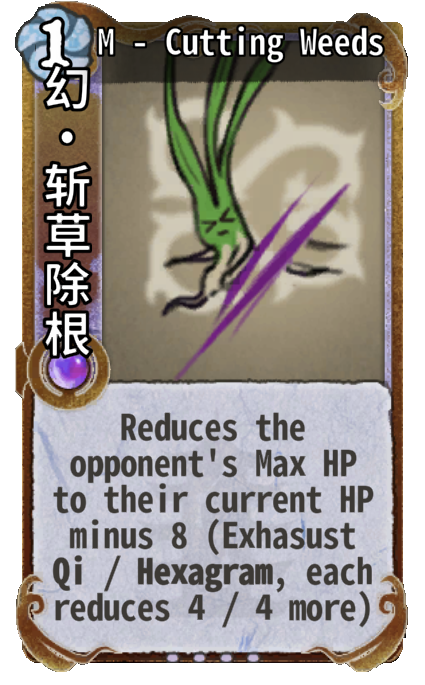 1
M - Cutting Weeds
幻・斩草除根
Reduces the
opponent's Max HP
to their current HP
minus 8 (Exhasust
Qi / Hexagram, each
reduces 4 / 4 more)